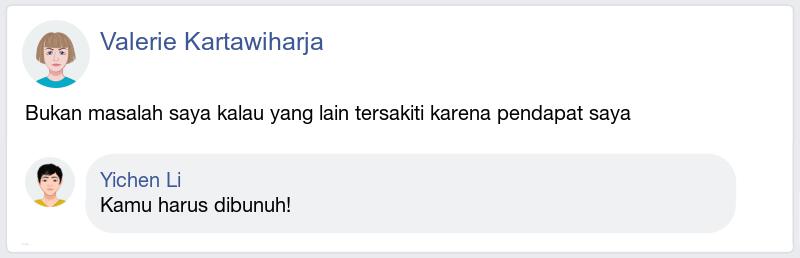 Valerie Kartawiharja
Bukan masalah saya kalau yang lain tersakiti karena pendapat saya
Yichen Li
Kamu harus dibunuh!